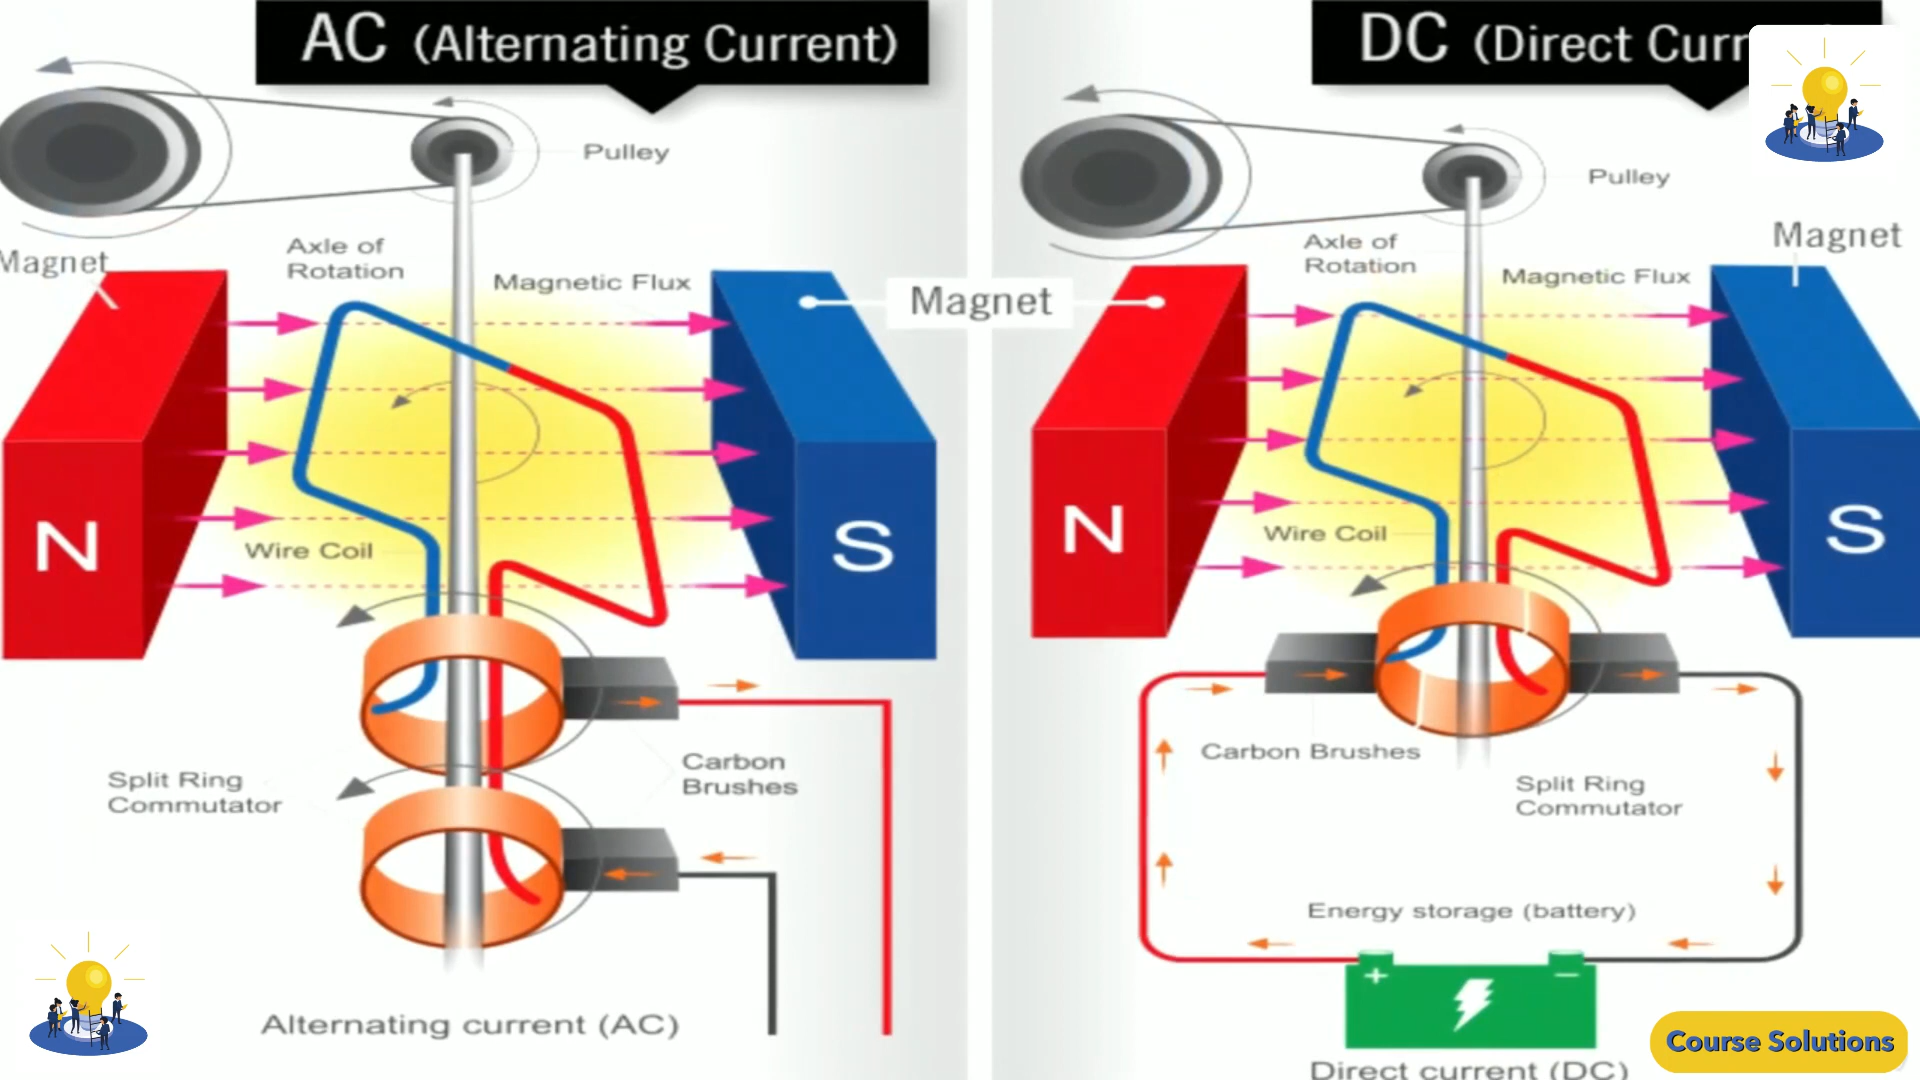 AC (Alternating Current)
Pulley
Magnet
Axle of
Rotation
Magnetic Flux
N
S
Wire Coil
Split Ring
Commutator
Carbon
Brushes
Alternating current (AC)
Magnet
DC (Direct Curr
Pulley
Magnet
Axle of
Rotation
Magnetic Flux
N
S
Wire Coil
Carbon Brushes
Split Ring
Commutator
Energy storage (battery)
+ −
Direct current (DC)
Course Solutions